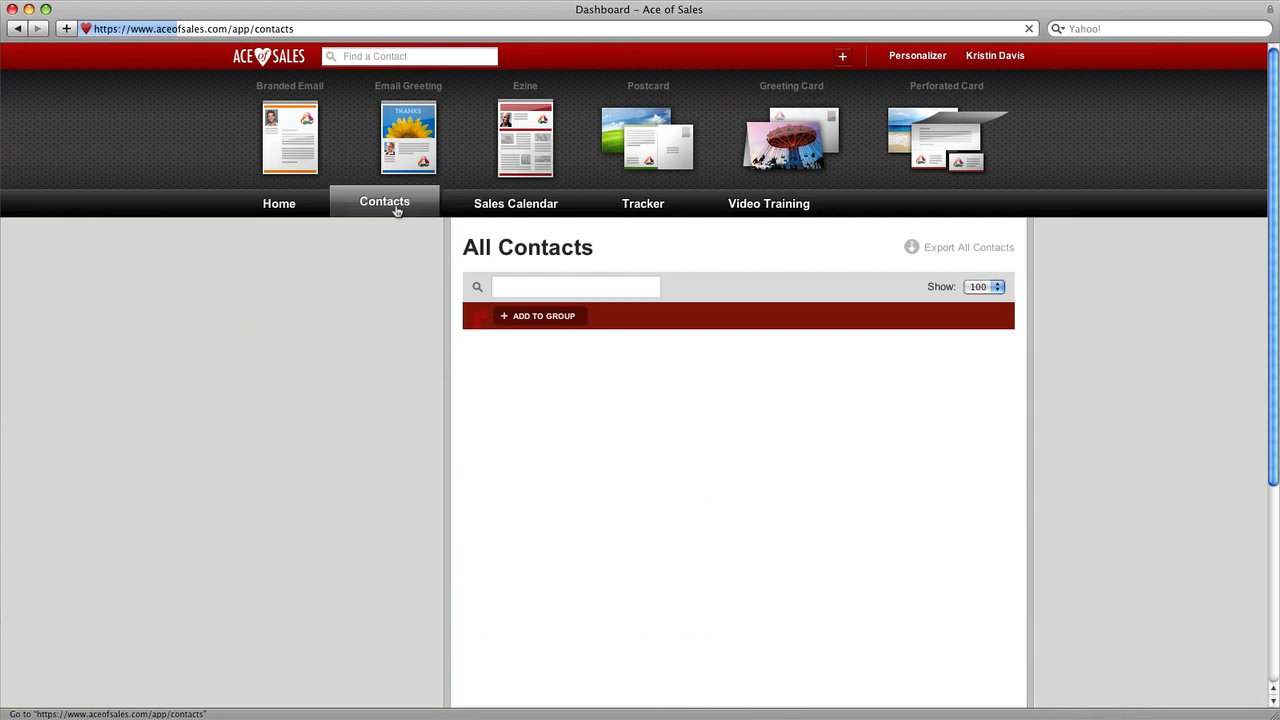 Dashboard – Ace of Sales
https://www.aceofsales.com/app/contacts
Yahoo!
ACE of SALES
Find a Contact
Personalizer
Kristin Davis
Branded Email
Email Greeting
Ezine
Postcard
Greeting Card
Perforated Card
THANKS
Home
Contacts
Sales Calendar
Tracker
Video Training
All Contacts
Export All Contacts
Show: 100
+ ADD TO GROUP
Go to "https://www.aceofsales.com/app/contacts"